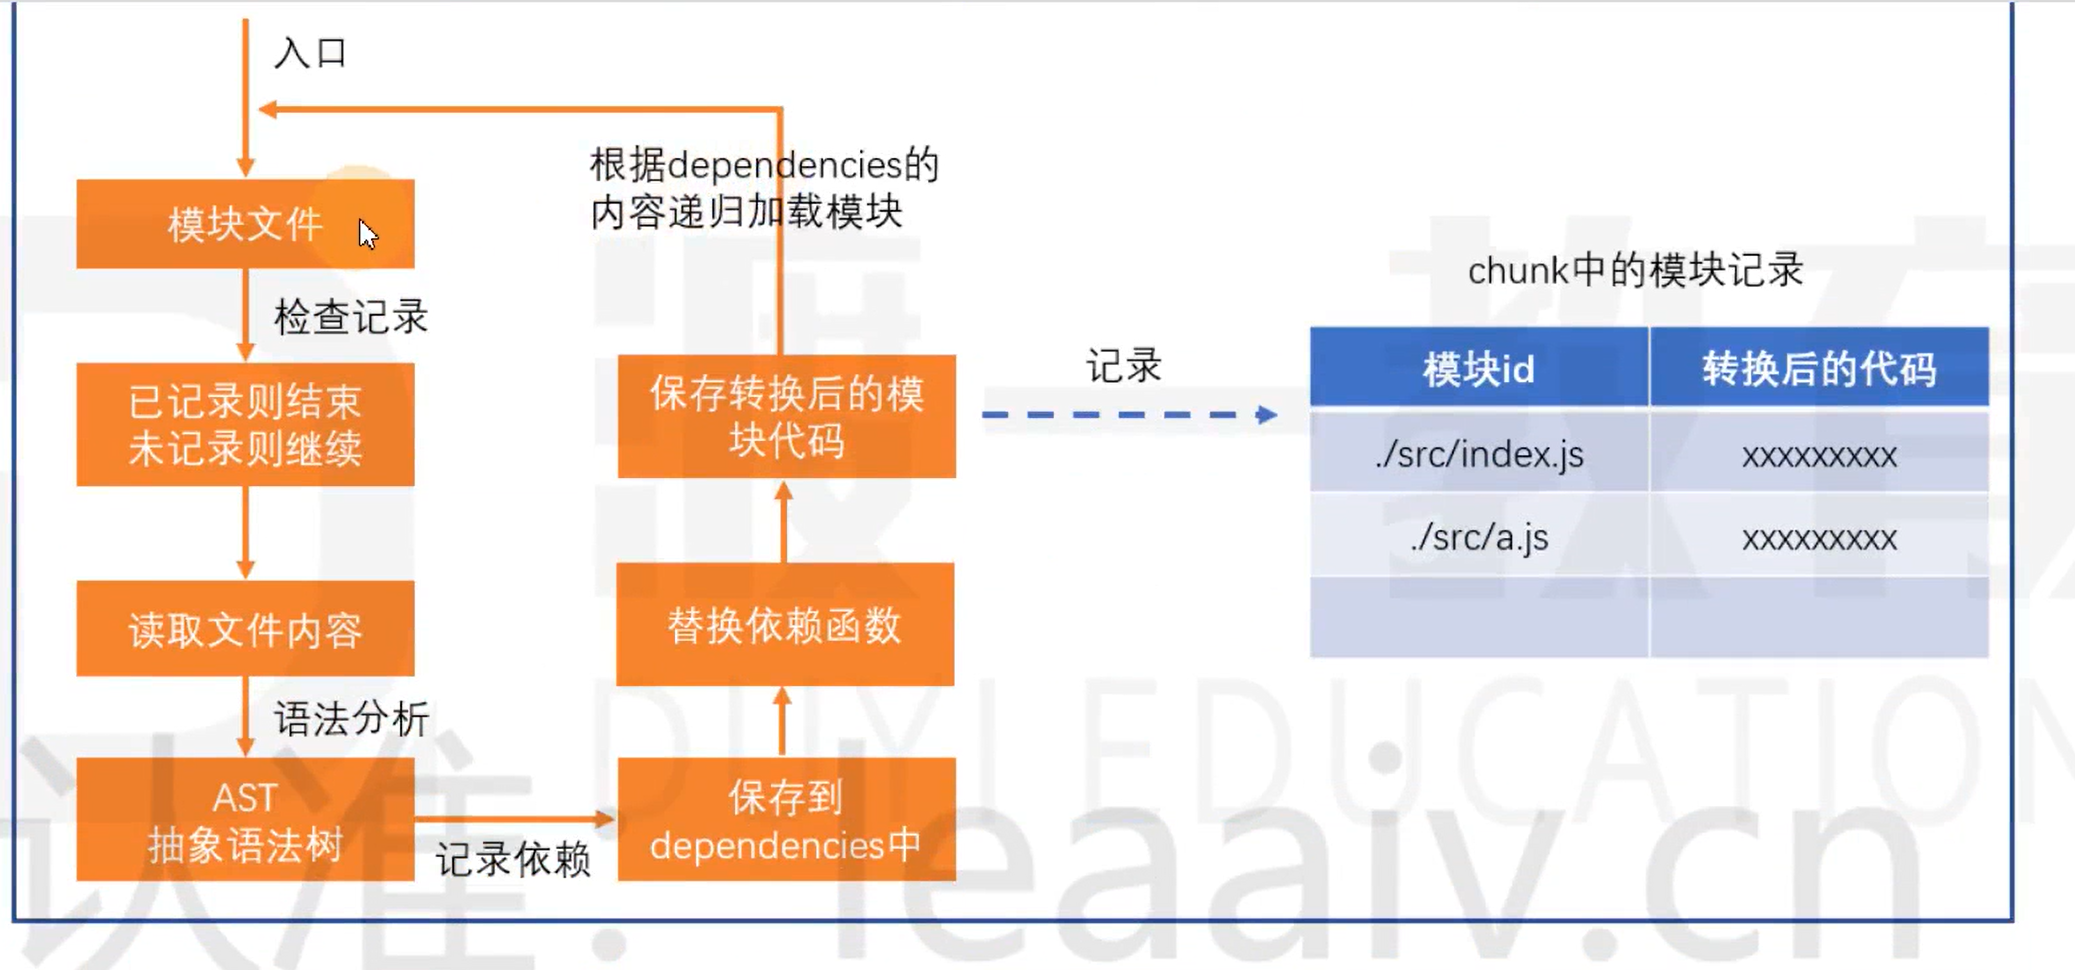 入口
根据dependencies的
内容递归加载模块
模块文件
检查记录
已记录则结束
未记录则继续
读取文件内容
语法分析
AST
抽象语法树
记录依赖
保存到
dependencies中
替换依赖函数
保存转换后的模
块代码
记录
chunk中的模块记录
模块id 转换后的代码
./src/index.js xxxxxxxxx
./src/a.js xxxxxxxxx
渡 教育
DUYI EDUCATION
认准：leaaiv.cn